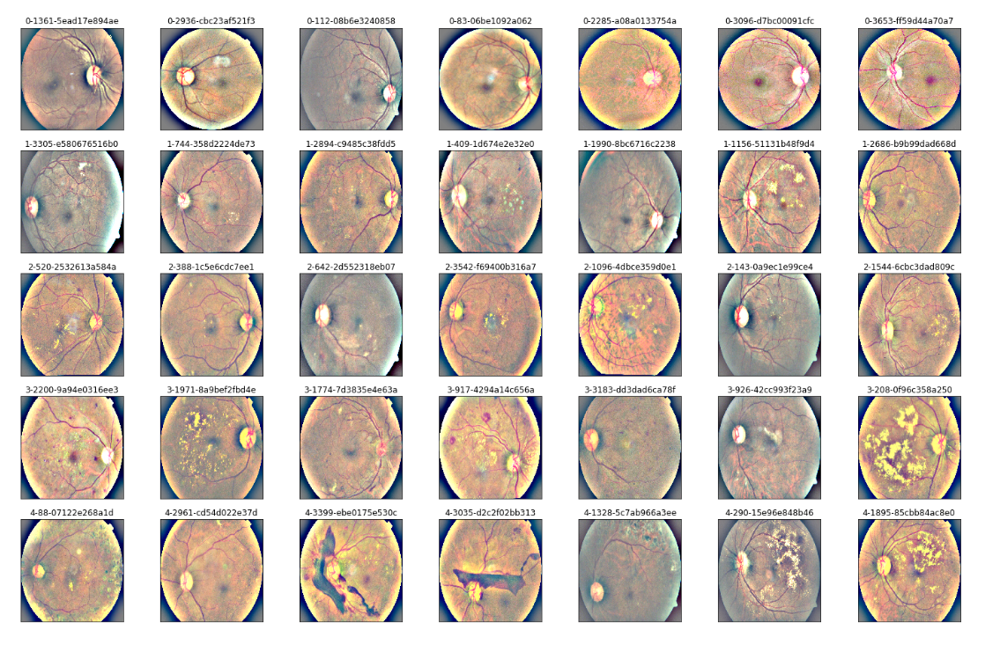 0-1361-5ead17e894ae 0-2936-cbc23af521f3 0-112-08b6e3240858 0-83-06be1092a062 0-2285-a08a0133754a 0-3096-d7bc00091cfc 0-3653-ff59d44a70a7
1-3305-e580676516b0 1-744-358d2224de73 1-2894-c9485c38fdd5 1-409-1d674e2e32e0 1-1990-8bc6716c2238 1-1156-51131b48f9d4 1-2686-b9b99dad668d
2-520-2532613a584a 2-388-1c5e6cdc7ee1 2-642-2d552318eb07 2-3542-f69400b316a7 2-1096-4dbce359d0e1 2-143-0a9ec1e99ce4 2-1544-6cbc3dad809c
3-2200-9a94e0316ee3 3-1971-8a9bef2fbd4e 3-1774-7d3835e4e63a 3-917-4294a14c656a 3-3183-dd3dad6ca78f 3-926-42cc993f23a9 3-208-0f96c358a250
4-88-07122e268a1d 4-2961-cd54d022e37d 4-3399-ebe0175e530c 4-3035-d2c2f02bb313 4-1328-5c7ab966a3ee 4-290-15e96e848b46 4-1895-85cbb84ac8e0